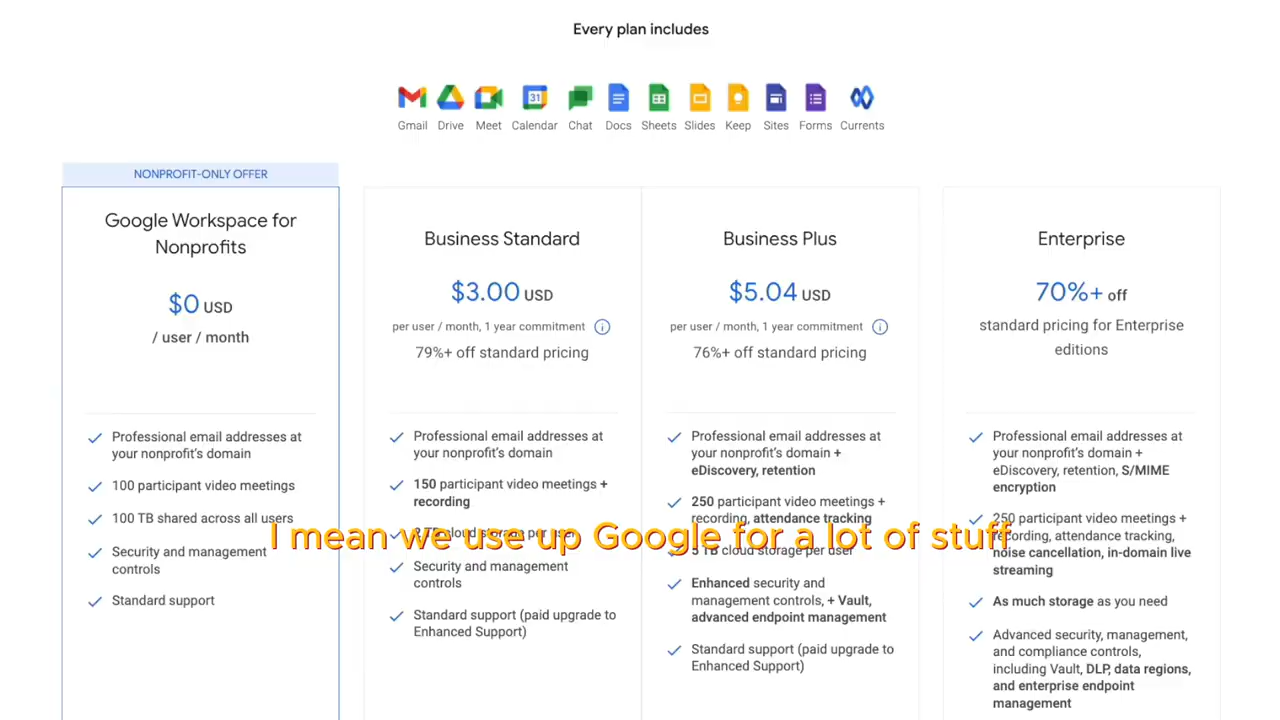 Every plan includes
Gmail Drive Meet Calendar Chat Docs Sheets Slides Keep Sites Forms Currents
NONPROFIT-ONLY OFFER
Google Workspace for
Nonprofits
$0 USD
/ user / month
Professional email addresses at
your nonprofit's domain
100 participant video meetings
100 TB shared across all users
Security and management
controls
Standard support
Business Standard
$3.00 USD
per user / month, 1 year commitment
79%+ off standard pricing
Professional email addresses at
your nonprofit's domain
150 participant video meetings +
recording
TB cloud storage per user
Security and management
controls
Standard support (paid upgrade to
Enhanced Support)
Business Plus
$5.04 USD
per user / month, 1 year commitment
76%+ off standard pricing
Professional email addresses at
your nonprofit's domain +
eDiscovery, retention
250 participant video meetings +
recording, attendance tracking
5 TB cloud storage per user
Enhanced security and
management controls, + Vault,
advanced endpoint management
Standard support (paid upgrade to
Enhanced Support)
Enterprise
70%+ off
standard pricing for Enterprise
editions
Professional email addresses at
your nonprofit's domain +
eDiscovery, retention, S/MIME
encryption
250 participant video meetings +
recording, attendance tracking,
noise cancellation, in-domain live
streaming
As much storage as you need
Advanced security, management,
and compliance controls,
including Vault, DLP, data regions,
and enterprise endpoint
management
I mean we use up Google for a lot of stuff